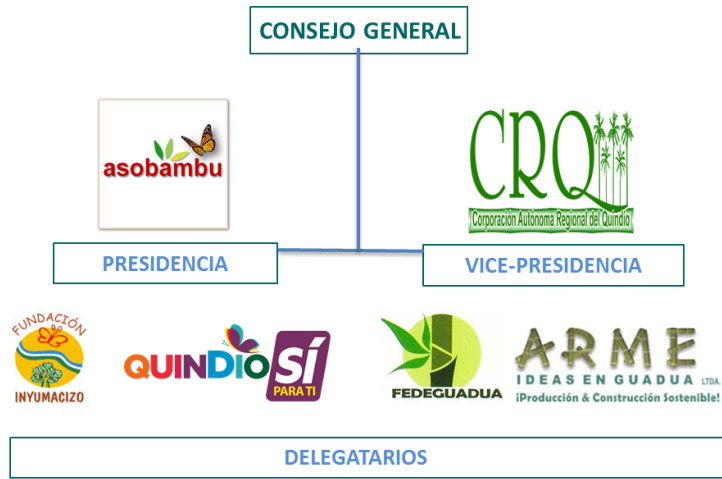 CONSEJO GENERAL
asobambu
CRQ
Corporación Autónoma Regional del Quindío
PRESIDENCIA
VICE-PRESIDENCIA
FUNDACIÓN
INYUMACIZO
QUINDÍO SÍ
PARA TI
FEDEGUADUA
ARME
IDEAS EN GUADUA LTDA.
¡Producción & Construcción Sostenible!
DELEGATARIOS